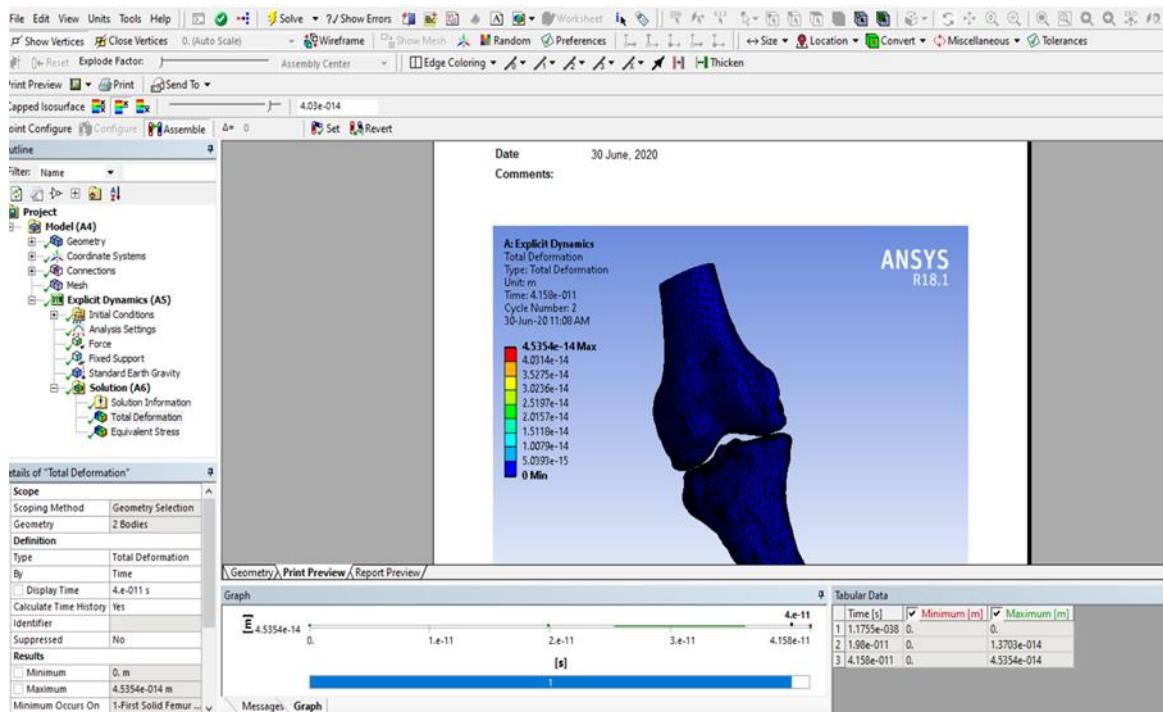 File Edit View Units Tools Help Solve ?/ Show Errors Worksheet
Show Vertices Close Vertices 0. (Auto Scale) Wireframe Show Mesh Random Preferences Size Location Convert Miscellaneous Tolerances
Reset Explode Factor: Assembly Center Edge Coloring Thicken
rint Preview Print Send To
Capped Isosurface 4.03e-014
oint Configure Configure Assemble Δ= 0 Set Revert
utline
Filter: Name
Project
Model (A4)
Geometry
Coordinate Systems
Connections
Mesh
Explicit Dynamics (A5)
Initial Conditions
Analysis Settings
Force
Fixed Support
Standard Earth Gravity
Solution (A6)
Solution Information
Total Deformation
Equivalent Stress
etails of "Total Deformation"
Scope
Scoping Method Geometry Selection
Geometry 2 Bodies
Definition
Type Total Deformation
By Time
Display Time 4.e-011 s
Calculate Time History Yes
Identifier
Suppressed No
Results
Minimum 0. m
Maximum 4.5354e-014 m
Minimum Occurs On 1-First Solid Femur ...
Date 30 June, 2020
Comments:
A: Explicit Dynamics
Total Deformation
Type: Total Deformation
Unit: m
Time: 4.158e-011
Cycle Number: 2
30-Jun-20 11:08 AM
4.5354e-14 Max
4.0314e-14
3.5275e-14
3.0236e-14
2.5197e-14
2.0157e-14
1.5118e-14
1.0079e-14
5.0393e-15
0 Min
ANSYS
R18.1
Geometry Print Preview Report Preview
Graph
4.e-11
[m] 4.5354e-14
0. 1.e-11 2.e-11 3.e-11 4.158e-11
[s]
1
Messages Graph
Tabular Data
Time [s] Minimum [m] Maximum [m]
1 1.1755e-038 0. 0.
2 1.98e-011 0. 1.3703e-014
3 4.158e-011 0. 4.5354e-014